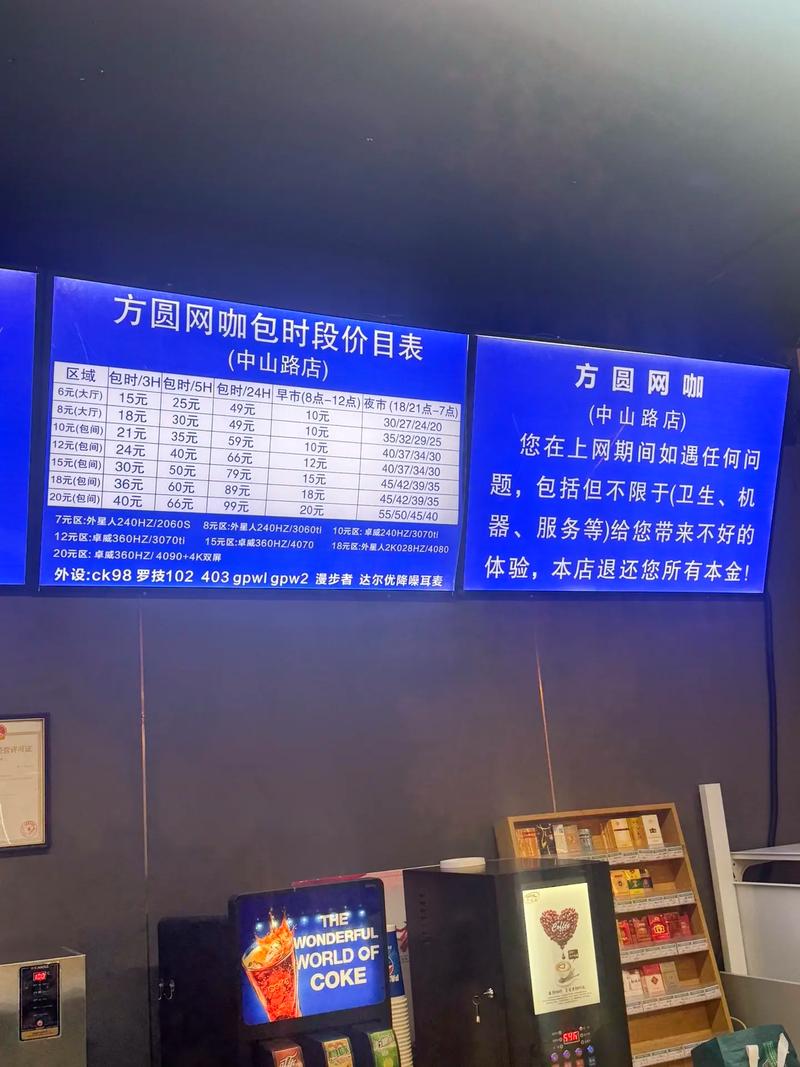 方圆网咖包时段价目表
(中山路店)
区域 包时/3H 包时/5H 包时/24H 早市(8点-12点) 夜市(18/21点-7点)
6元(大厅) 15元 25元 49元 10元 30/27/24/20
8元(大厅) 18元 30元 49元 10元 35/32/29/25
10元(包间) 21元 35元 59元 10元 40/37/34/30
12元(包间) 24元 40元 66元 12元 40/37/34/30
15元(包间) 30元 50元 79元 15元 45/42/39/35
18元(包间) 36元 60元 89元 18元 45/42/39/35
20元(包间) 40元 66元 99元 20元 55/50/45/40
7元区:外星人240HZ/2060S 8元区:外星人240HZ/3060ti 10元区:卓威240HZ/3070ti
12元区:卓威360HZ/3070ti 15元区:卓威360HZ/4070 18元区:外星人2K028HZ/4080
20元区:卓威360HZ/4090+4K双屏
外设:ck98 罗技102 403 gpwl gpw2 漫步者 达尔优降噪耳麦
方圆网咖
(中山路店)
您在上网期间如遇任何问
题，包括但不限于(卫生、机
器、服务等)给您带来不好的
体验，本店退还您所有本金!
THE
WONDERFUL
WORLD OF
COKE
Coffee